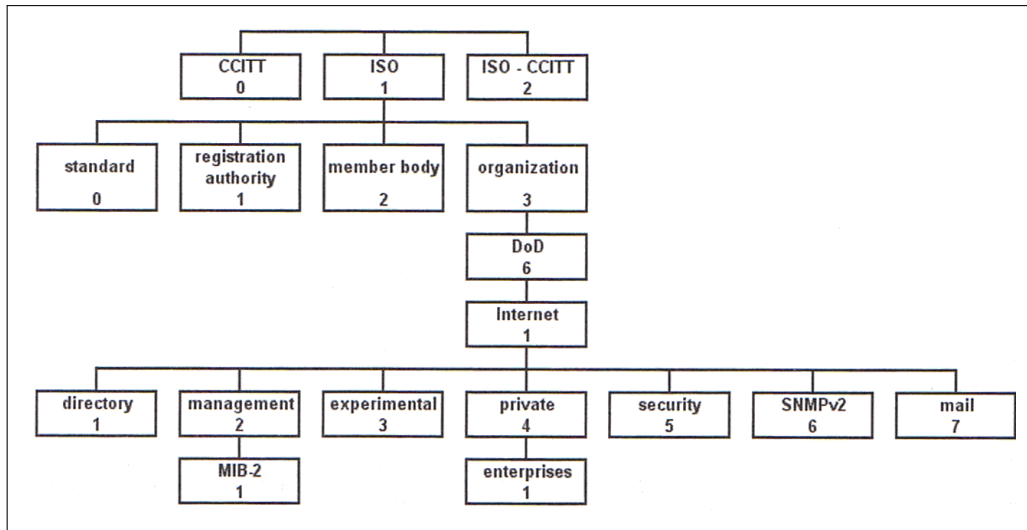 CCITT
0
ISO
1
ISO - CCITT
2
standard
0
registration
authority
1
member body
2
organization
3
DoD
6
Internet
1
directory
1
management
2
experimental
3
private
4
security
5
SNMPv2
6
mail
7
MIB-2
1
enterprises
1